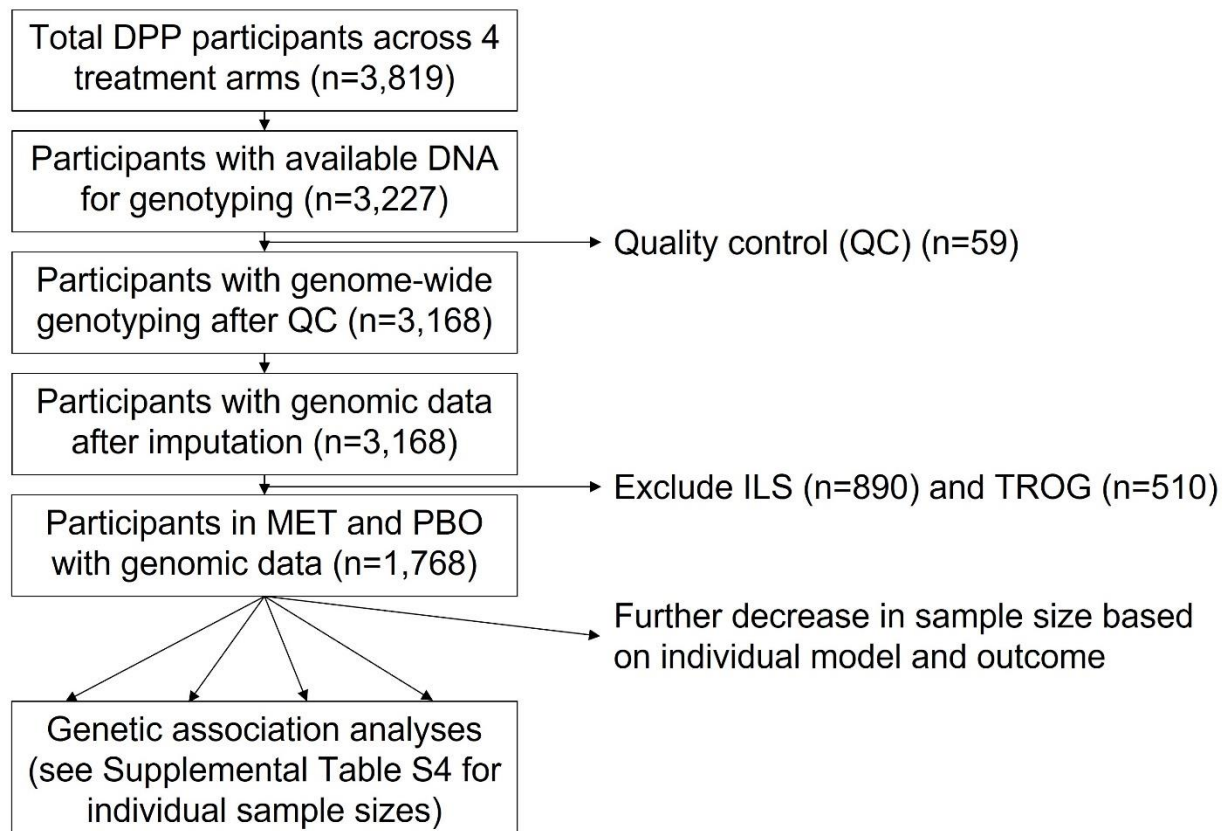 Total DPP participants across 4
treatment arms (n=3,819)
Participants with available DNA
for genotyping (n=3,227)
Quality control (QC) (n=59)
Participants with genome-wide
genotyping after QC (n=3,168)
Participants with genomic data
after imputation (n=3,168)
Exclude ILS (n=890) and TROG (n=510)
Participants in MET and PBO
with genomic data (n=1,768)
Further decrease in sample size based
on individual model and outcome
Genetic association analyses
(see Supplemental Table S4 for
individual sample sizes)